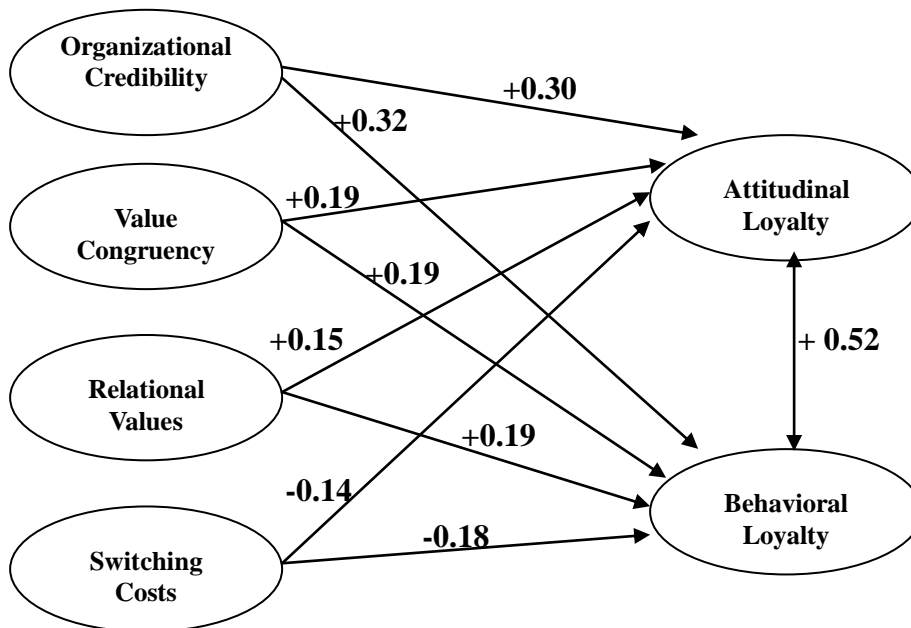 Organizational
Credibility
+0.30
+0.32
Attitudinal
Loyalty
Value
Congruency
+0.19
+0.19
+0.15
Relational
Values
+ 0.52
+0.19
-0.14
Behavioral
Loyalty
-0.18
Switching
Costs